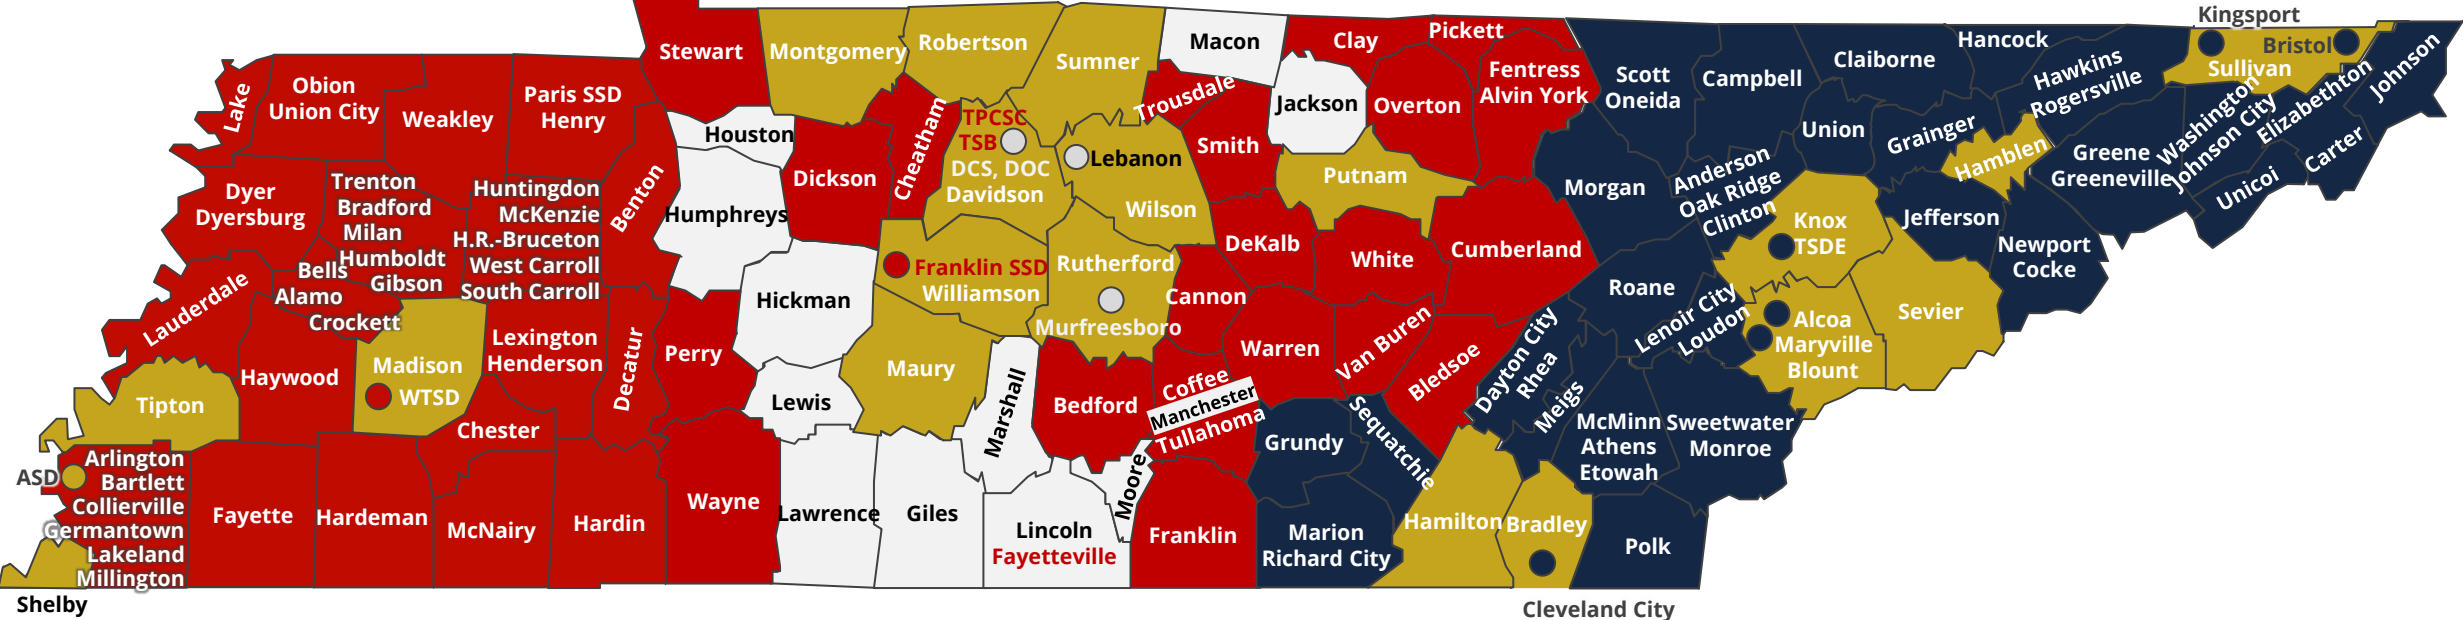 Lake
Obion
Union City
Weakley
Paris SSD
Henry
Stewart
Montgomery
Robertson
Sumner
Macon
Clay
Pickett
Fentress
Alvin York
Scott
Oneida
Campbell
Claiborne
Hancock
Hawkins
Rogersville
Kingsport
Bristol
Sullivan
Johnson
Houston
Cheatham
TPCSC
TSB
DCS, DOC
Davidson
Lebanon
Wilson
Trousdale
Smith
Jackson
Overton
Putnam
Morgan
Anderson
Oak Ridge
Clinton
Union
Grainger
Hamblen
Greene
Greeneville
Washington
Johnson City
Elizabethton
Carter
Unicoi
Dyer
Dyersburg
Trenton
Bradford
Milan
Humboldt
Gibson
Huntingdon
McKenzie
H.R.-Bruceton
West Carroll
South Carroll
Benton
Humphreys
Dickson
DeKalb
White
Cumberland
Knox
TSDE
Jefferson
Newport
Cocke
Lauderdale
Bells
Alamo
Crockett
Hickman
Franklin SSD
Williamson
Rutherford
Murfreesboro
Cannon
Roane
Lenoir City
Loudon
Alcoa
Maryville
Blount
Sevier
Tipton
Haywood
Madison
WTSD
Lexington
Henderson
Decatur
Perry
Lewis
Maury
Marshall
Bedford
Coffee
Manchester
Tullahoma
Warren
Van Buren
Bledsoe
Dayton City
Rhea
Meigs
McMinn
Athens
Etowah
Sweetwater
Monroe
Chester
Grundy
Sequatchie
ASD
Arlington
Bartlett
Collierville
Germantown
Lakeland
Millington
Shelby
Fayette
Hardeman
McNairy
Hardin
Wayne
Lawrence
Giles
Lincoln
Fayetteville
Moore
Franklin
Marion
Richard City
Hamilton
Bradley
Polk
Cleveland City